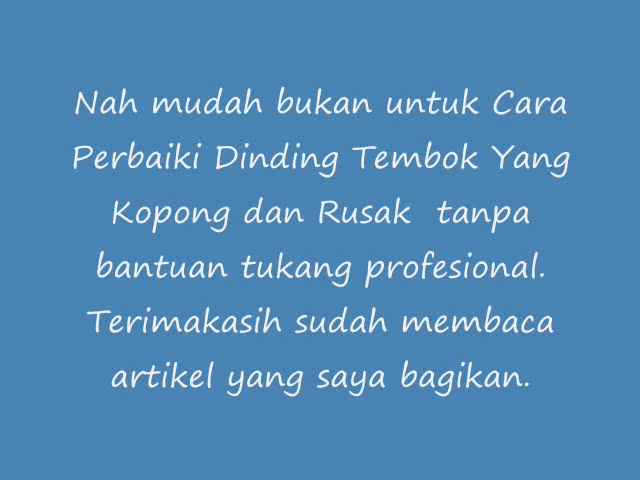 Nah mudah bukan untuk Cara
Perbaiki Dinding Tembok Yang
Kopong dan Rusak  tanpa
bantuan tukang profesional.
Terimakasih sudah membaca
artikel yang saya bagikan.